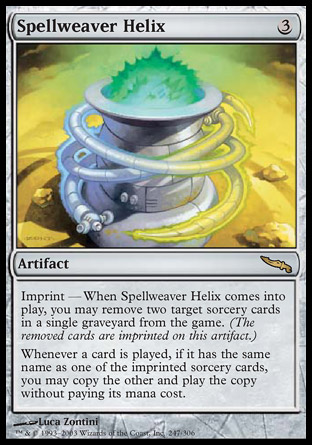 Spellweaver Helix 3
Artifact
Imprint — When Spellweaver Helix comes into
play, you may remove two target sorcery cards
in a single graveyard from the game. (The
removed cards are imprinted on this artifact.)
Whenever a card is played, if it has the same
name as one of the imprinted sorcery cards,
you may copy the other and play the copy
without paying its mana cost.
Luca Zontini
™ & © 1993–2003 Wizards of the Coast, Inc. 247/306